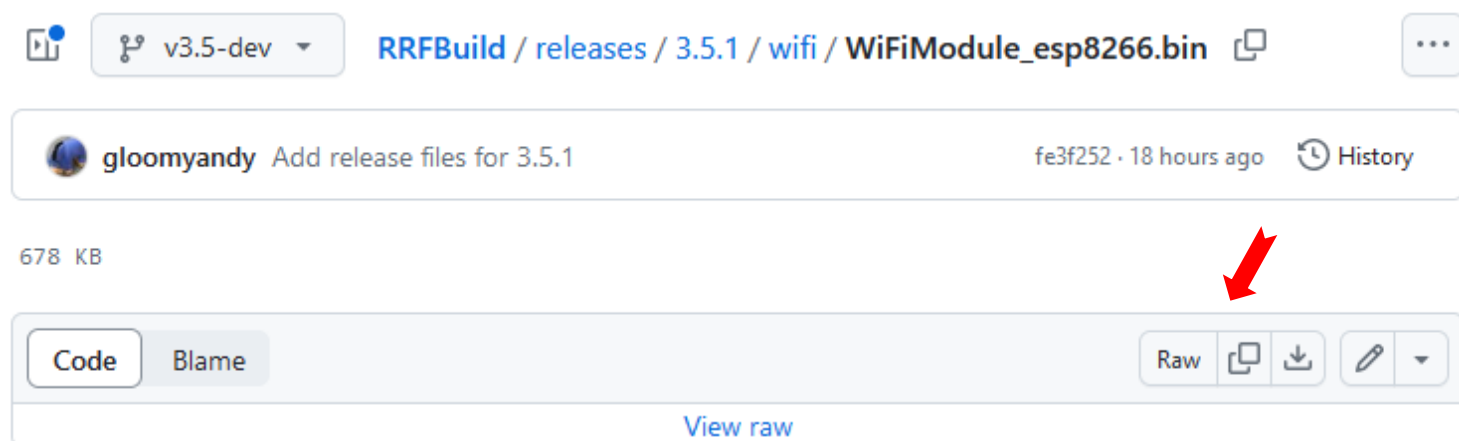 v3.5-dev RRFBuild / releases / 3.5.1 / wifi / WiFiModule_esp8266.bin
gloomyandy Add release files for 3.5.1 fe3f252 · 18 hours ago History
678 KB
Code Blame Raw
View raw